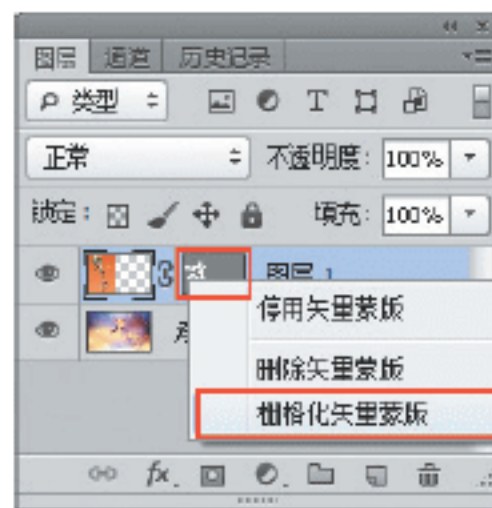 图层 通道 历史记录
类型 T
正常 不透明度: 100%
锁定: 填充: 100%
图层 1
停用矢量蒙版
删除矢量蒙版
栅格化矢量蒙版
fx.